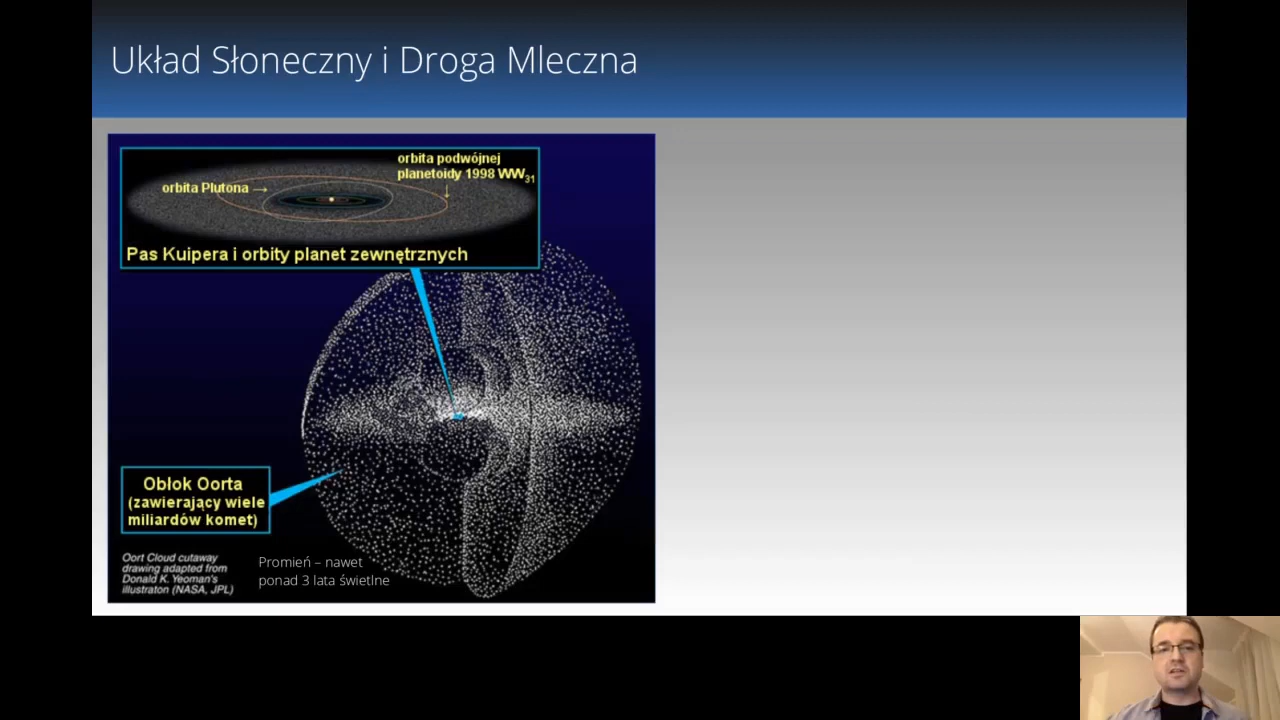 Układ Słoneczny i Droga Mleczna
orbita podwójnej
planetoidy 1998 WW31
orbita Plutona →
Pas Kuipera i orbity planet zewnętrznych
Obłok Oorta
(zawierający wiele
miliardów komet)
Oort Cloud cutaway
drawing adapted from
Donald K. Yeoman's
illustraton (NASA, JPL)
Promień – nawet
ponad 3 lata świetlne